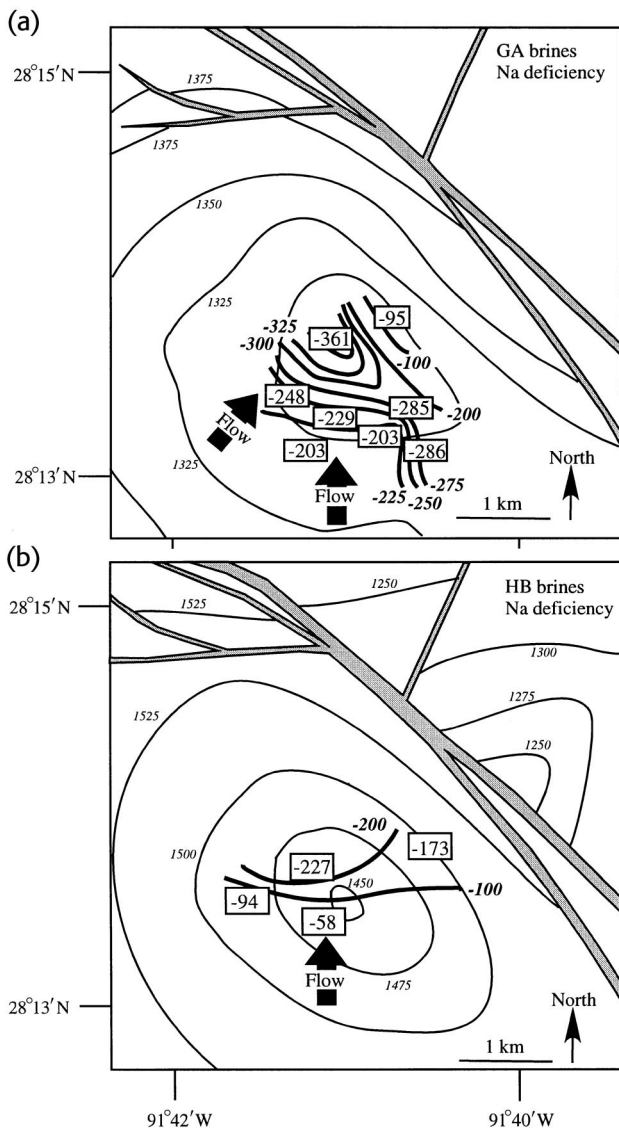 (a)
GA brines
Na deficiency
28°15′N
1375
1375
1350
1325
-95
-325
-300
-361
-100
-248
-285
-200
-229
-203
Flow
-203
-286
1325
28°13′N
Flow
-275
-225
-250
North
1 km
(b)
HB brines
Na deficiency
28°15′N
1250
1525
1300
1275
1525
1250
-200
-173
1500
-227
1450
-100
-94
-58
Flow
1475
28°13′N
North
1 km
91°42′W
91°40′W